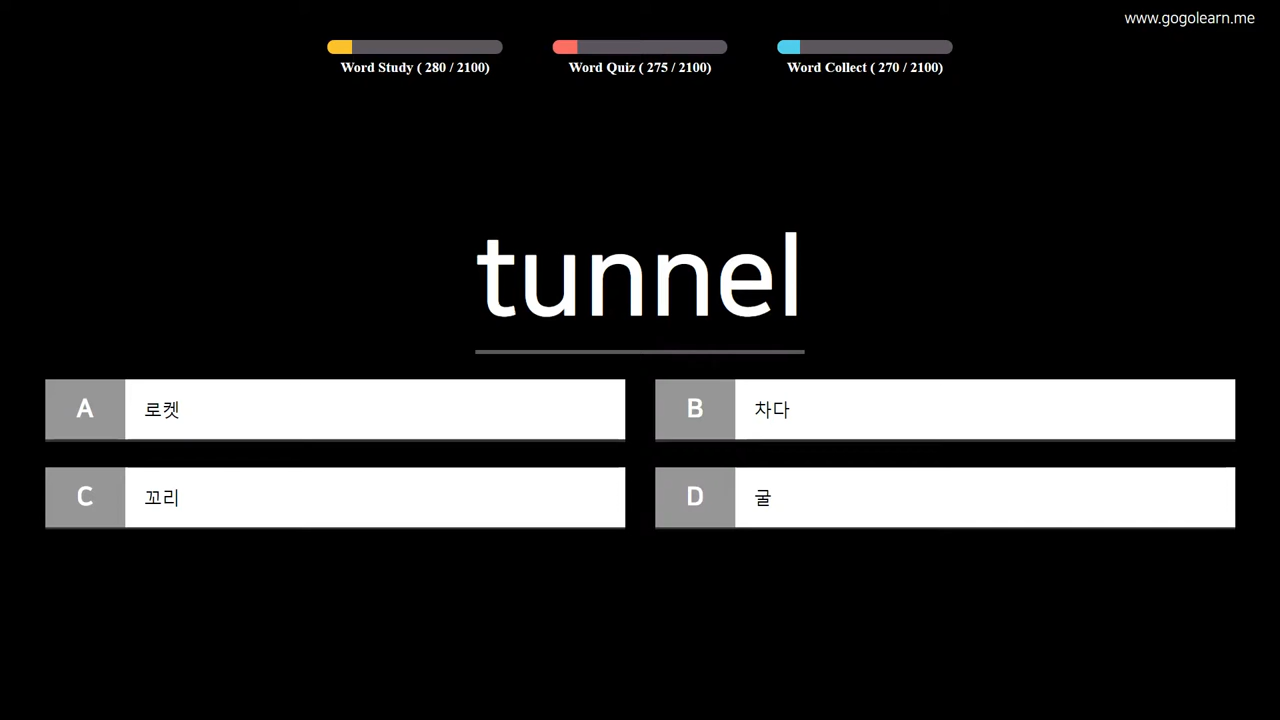 www.gogolearn.me
Word Study ( 280 / 2100)
Word Quiz ( 275 / 2100)
Word Collect ( 270 / 2100)
tunnel
A 로켓
B 차다
C 꼬리
D 굴